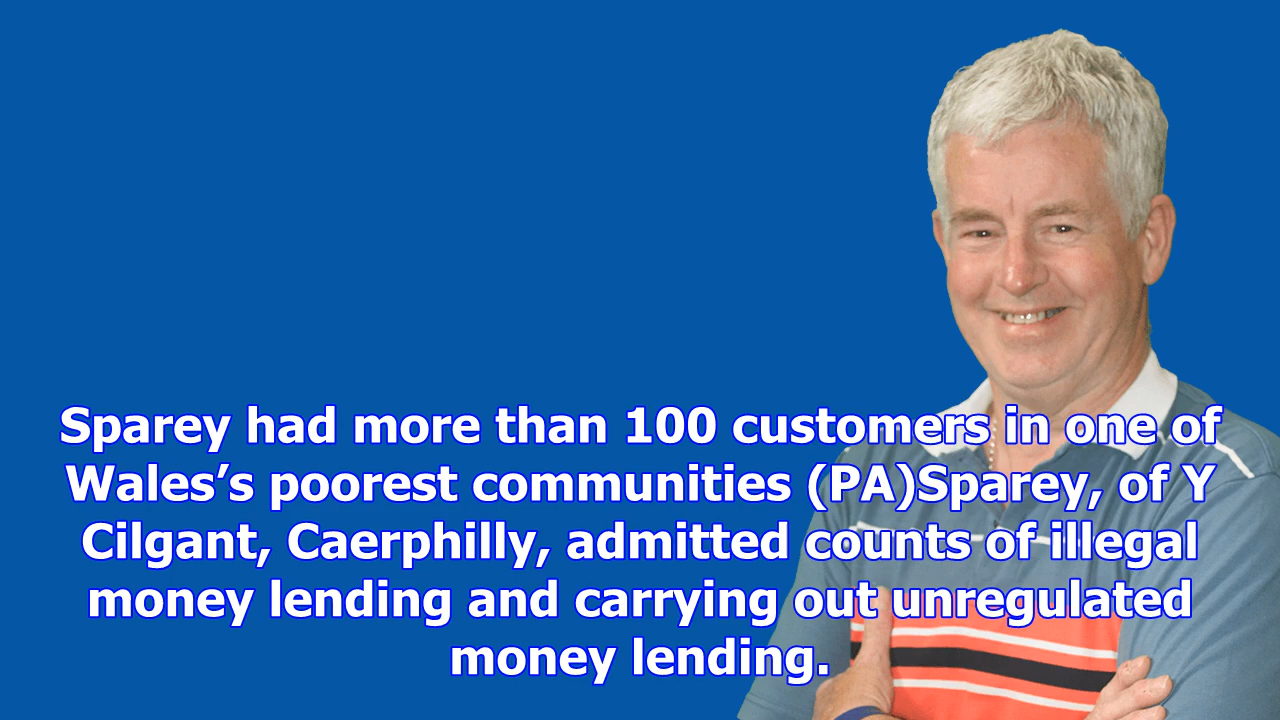 Sparey had more than 100 customers in one of
Wales’s poorest communities (PA)Sparey, of Y
Cilgant, Caerphilly, admitted counts of illegal
money lending and carrying out unregulated
money lending.